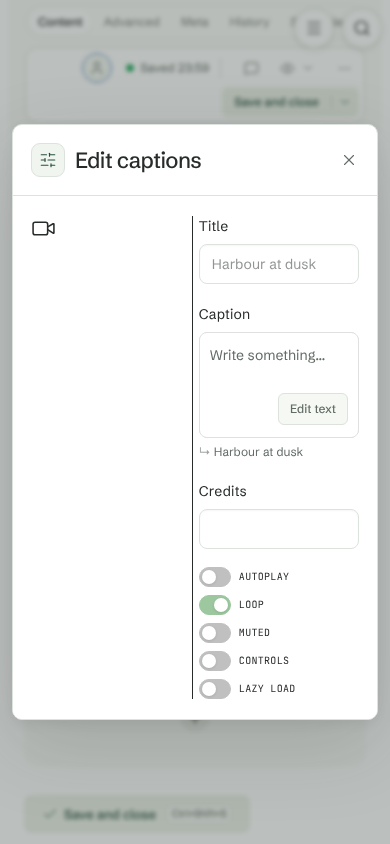 Content Advanced Meta History
Saved 23:59
Save and close
Edit captions
Title
Harbour at dusk
Caption
Write something...
Edit text
↳ Harbour at dusk
Credits
AUTOPLAY
LOOP
MUTED
CONTROLS
LAZY LOAD
Save and close